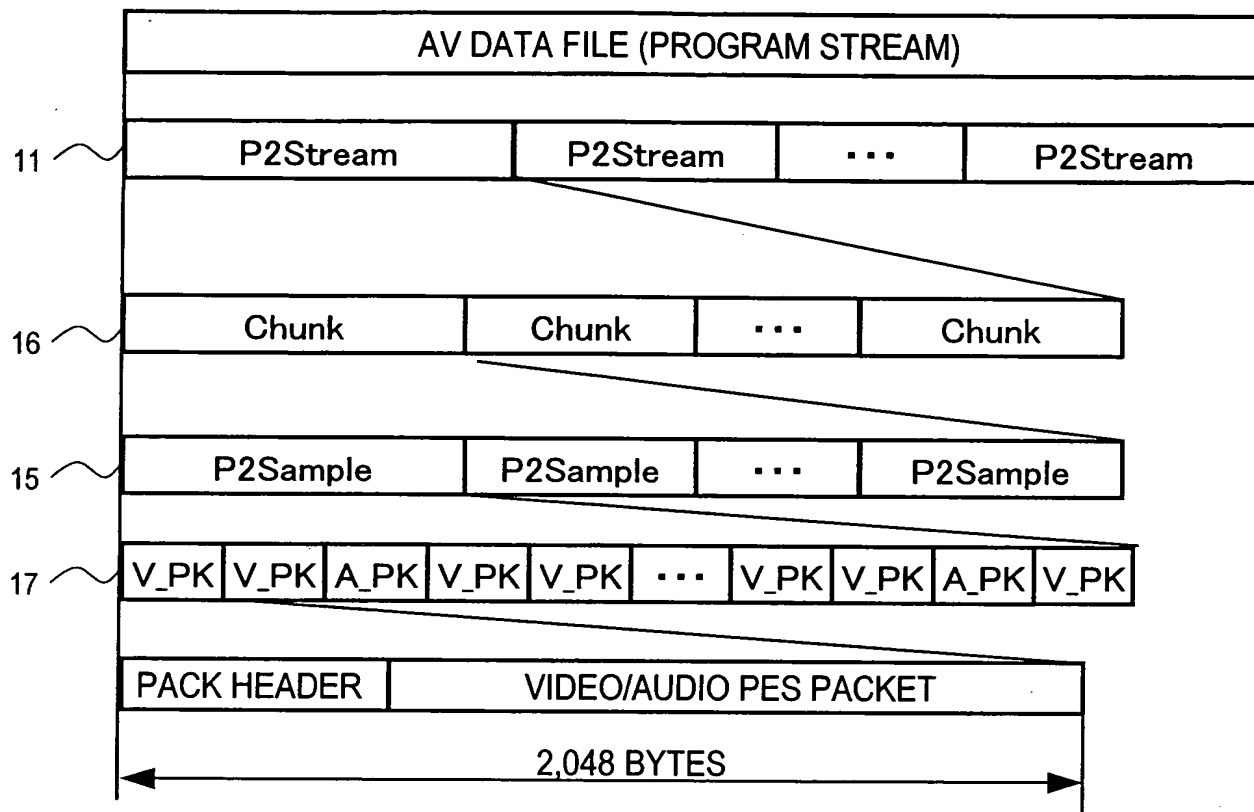 AV DATA FILE (PROGRAM STREAM)
11 P2Stream P2Stream ••• P2Stream
16 Chunk Chunk ••• Chunk
15 P2Sample P2Sample ••• P2Sample
17 V_PK V_PK A_PK V_PK V_PK ••• V_PK V_PK A_PK V_PK
PACK HEADER VIDEO/AUDIO PES PACKET
2,048 BYTES